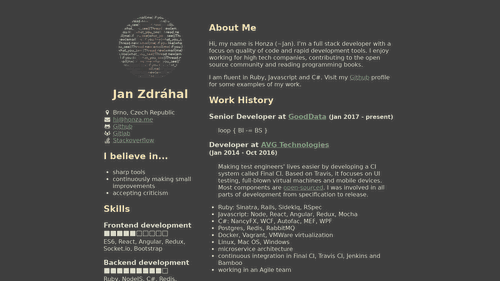 Jan Zdráhal
Brno, Czech Republic
hi@honza.me
Github
Gitlab
Stackoverflow
I believe in...
sharp tools
continuously making small
improvements
accepting criticism
Skills
Frontend development
ES6, React, Angular, Redux,
Socket.io, Bootstrap
Backend development
Ruby, NodeJS, C#, Redis,
About Me
Hi, my name is Honza (~Jan). I'm a full stack developer with a
focus on quality of code and rapid development tools. I enjoy
working for high tech companies, contributing to the open
source community and reading programming books.
I am fluent in Ruby, Javascript and C#. Visit my Github profile
for some examples of my work.
Work History
Senior Developer at GoodData (Jan 2017 - present)
loop { BI -= BS }
Developer at AVG Technologies
(Jan 2014 - Oct 2016)
Making test engineers' lives easier by developing a CI
system called Final CI. Based on Travis, it focuses on UI
testing, full-blown virtual machines and mobile devices.
Most components are open-sourced. I was involved in all
parts of development from specification to release.
Ruby: Sinatra, Rails, Sidekiq, RSpec
Javascript: Node, React, Angular, Redux, Mocha
C#: NancyFX, WCF, Autofac, MEF, WPF
Postgres, Redis, RabbitMQ
Docker, Vagrant, VMWare virtualization
Linux, Mac OS, Windows
microservice architecture
continuous integration in Final CI, Travis CI, Jenkins and
Bamboo
working in an Agile team